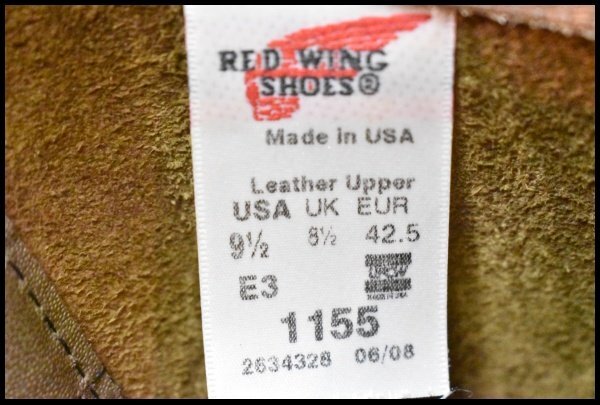 RED WING
SHOES®
Made in USA
Leather Upper
USA UK EUR
9½ 8½ 42.5
E3
1155
2634328 06/08